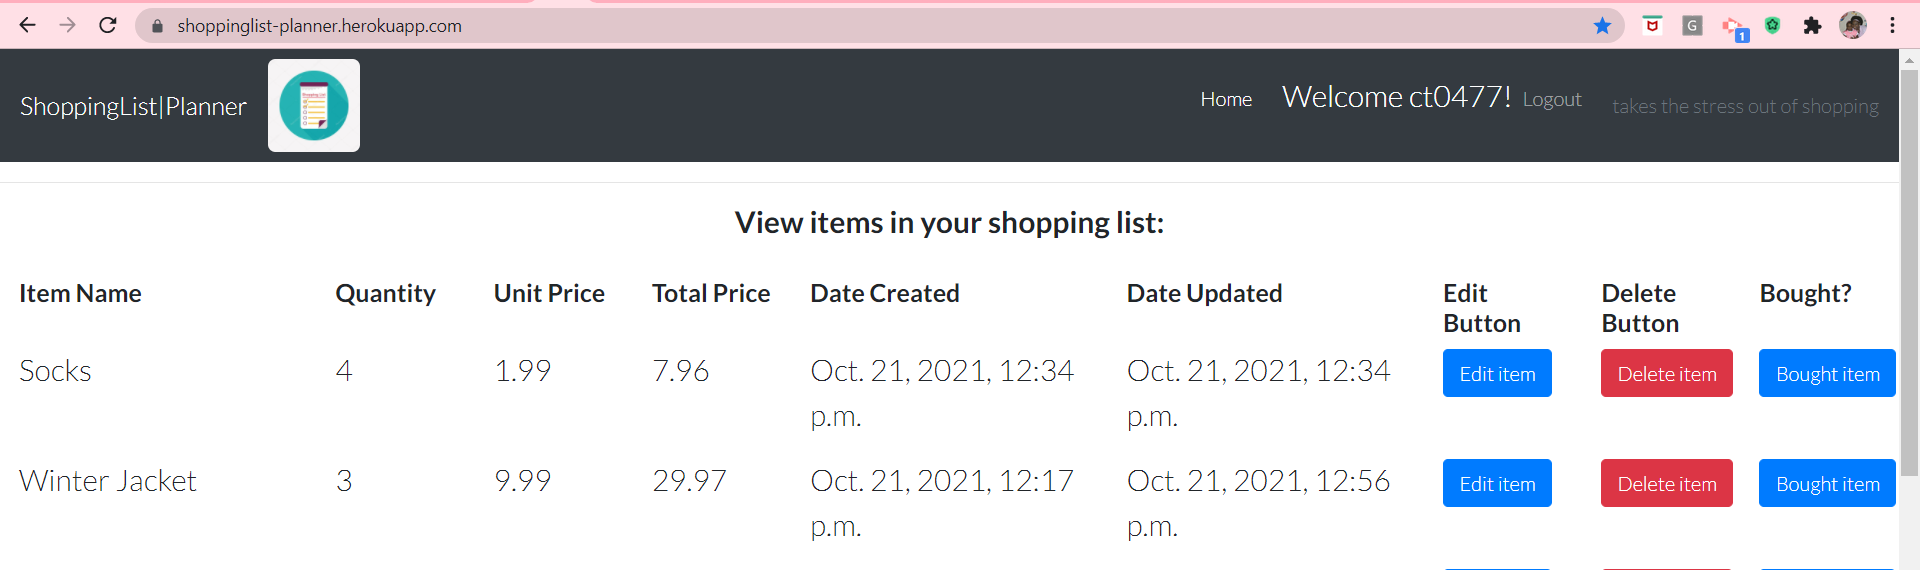 shoppinglist-planner.herokuapp.com
G
1
ShoppingList|Planner
Shopping List
Home Welcome ct0477! Logout takes the stress out of shopping
View items in your shopping list:
Item Name Quantity Unit Price Total Price Date Created Date Updated Edit Button Delete Button Bought?
Socks 4 1.99 7.96 Oct. 21, 2021, 12:34 p.m. Oct. 21, 2021, 12:34 p.m. Edit item Delete item Bought item
Winter Jacket 3 9.99 29.97 Oct. 21, 2021, 12:17 p.m. Oct. 21, 2021, 12:56 p.m. Edit item Delete item Bought item